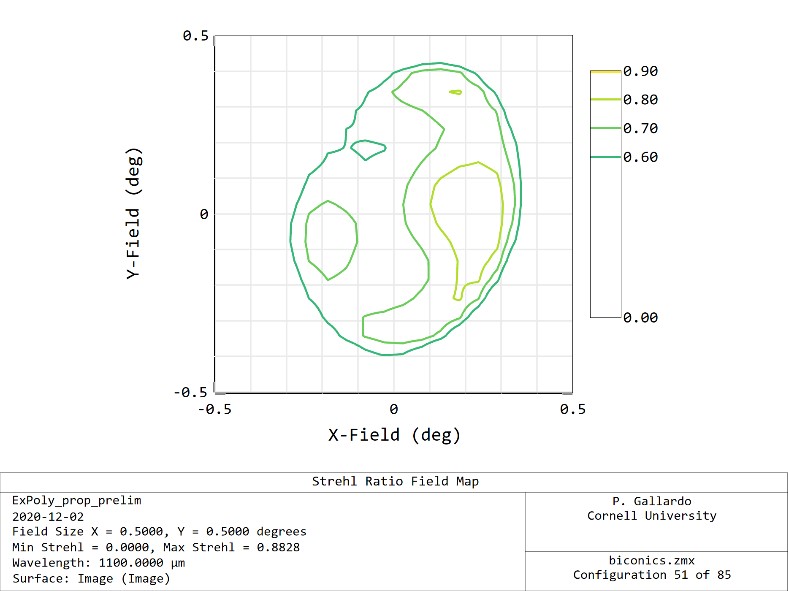 0.5
0
-0.5
Y-Field (deg)
-0.5
0
0.5
X-Field (deg)
0.90
0.80
0.70
0.60
0.00
Strehl Ratio Field Map
ExPoly_prop_prelim
2020-12-02
Field Size X = 0.5000, Y = 0.5000 degrees
Min Strehl = 0.0000, Max Strehl = 0.8828
Wavelength: 1100.0000 µm
Surface: Image (Image)
P. Gallardo
Cornell University
biconics.zmx
Configuration 51 of 85